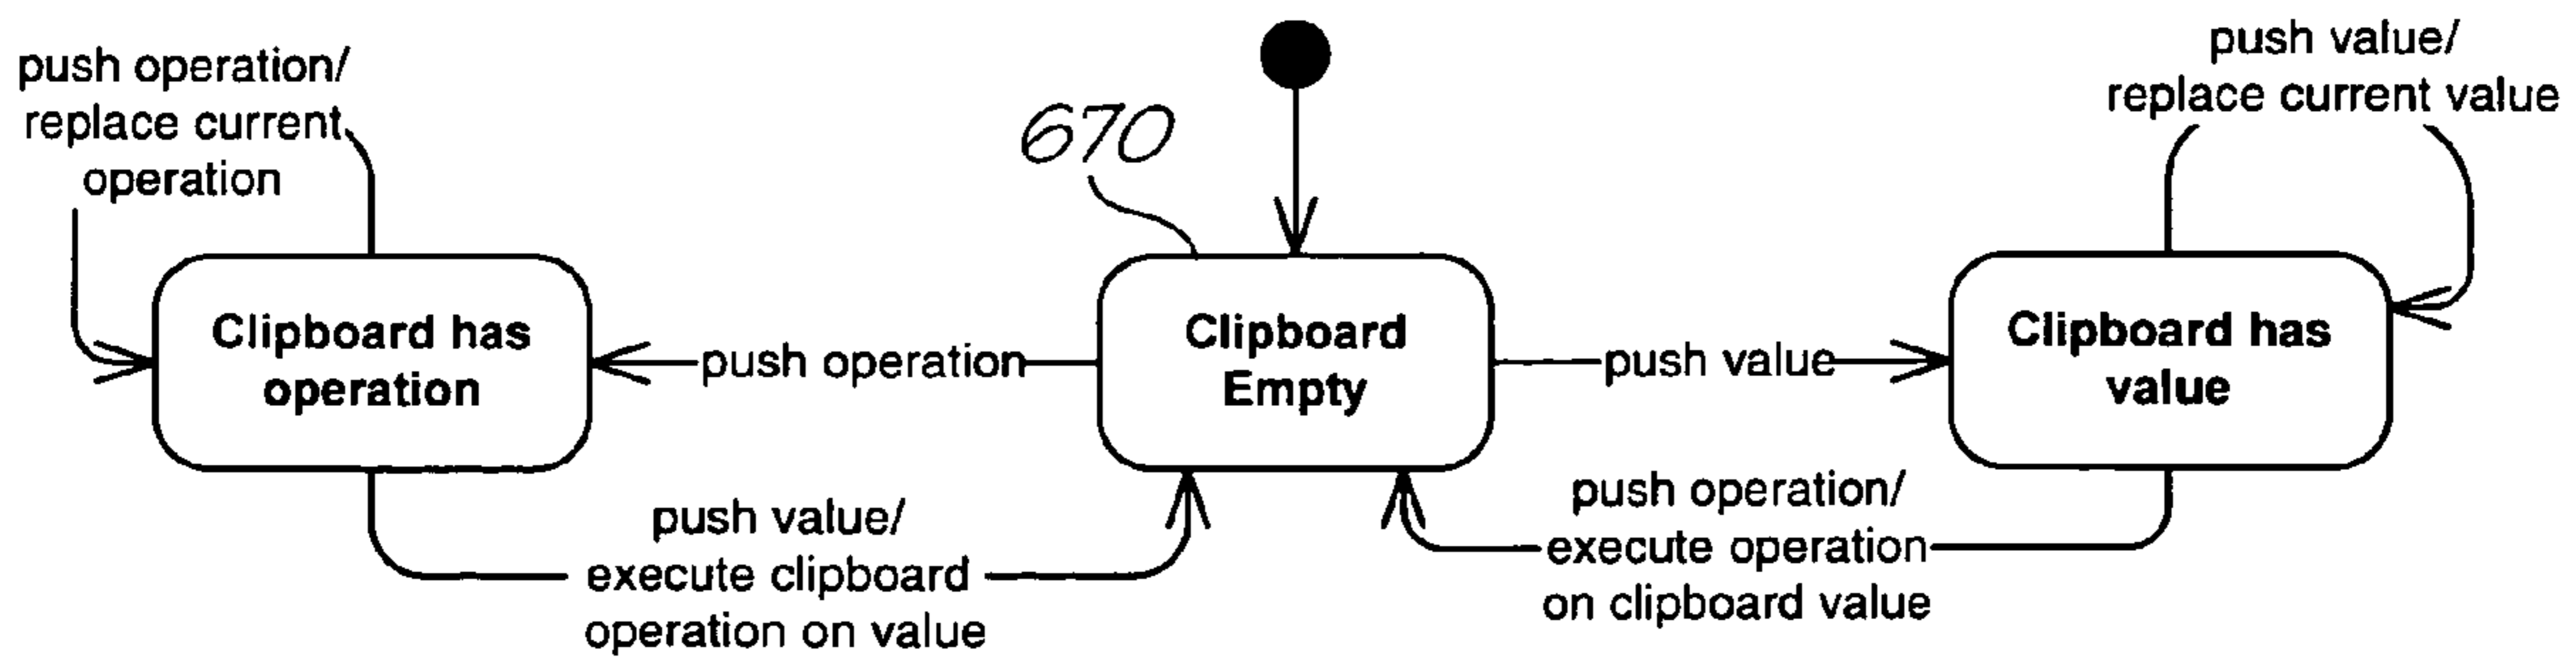 push operation/
replace current
operation
670
push value/
replace current value
Clipboard has
operation
push operation
Clipboard
Empty
push value
Clipboard has
value
push value/
execute clipboard
operation on value
push operation/
execute operation
on clipboard value